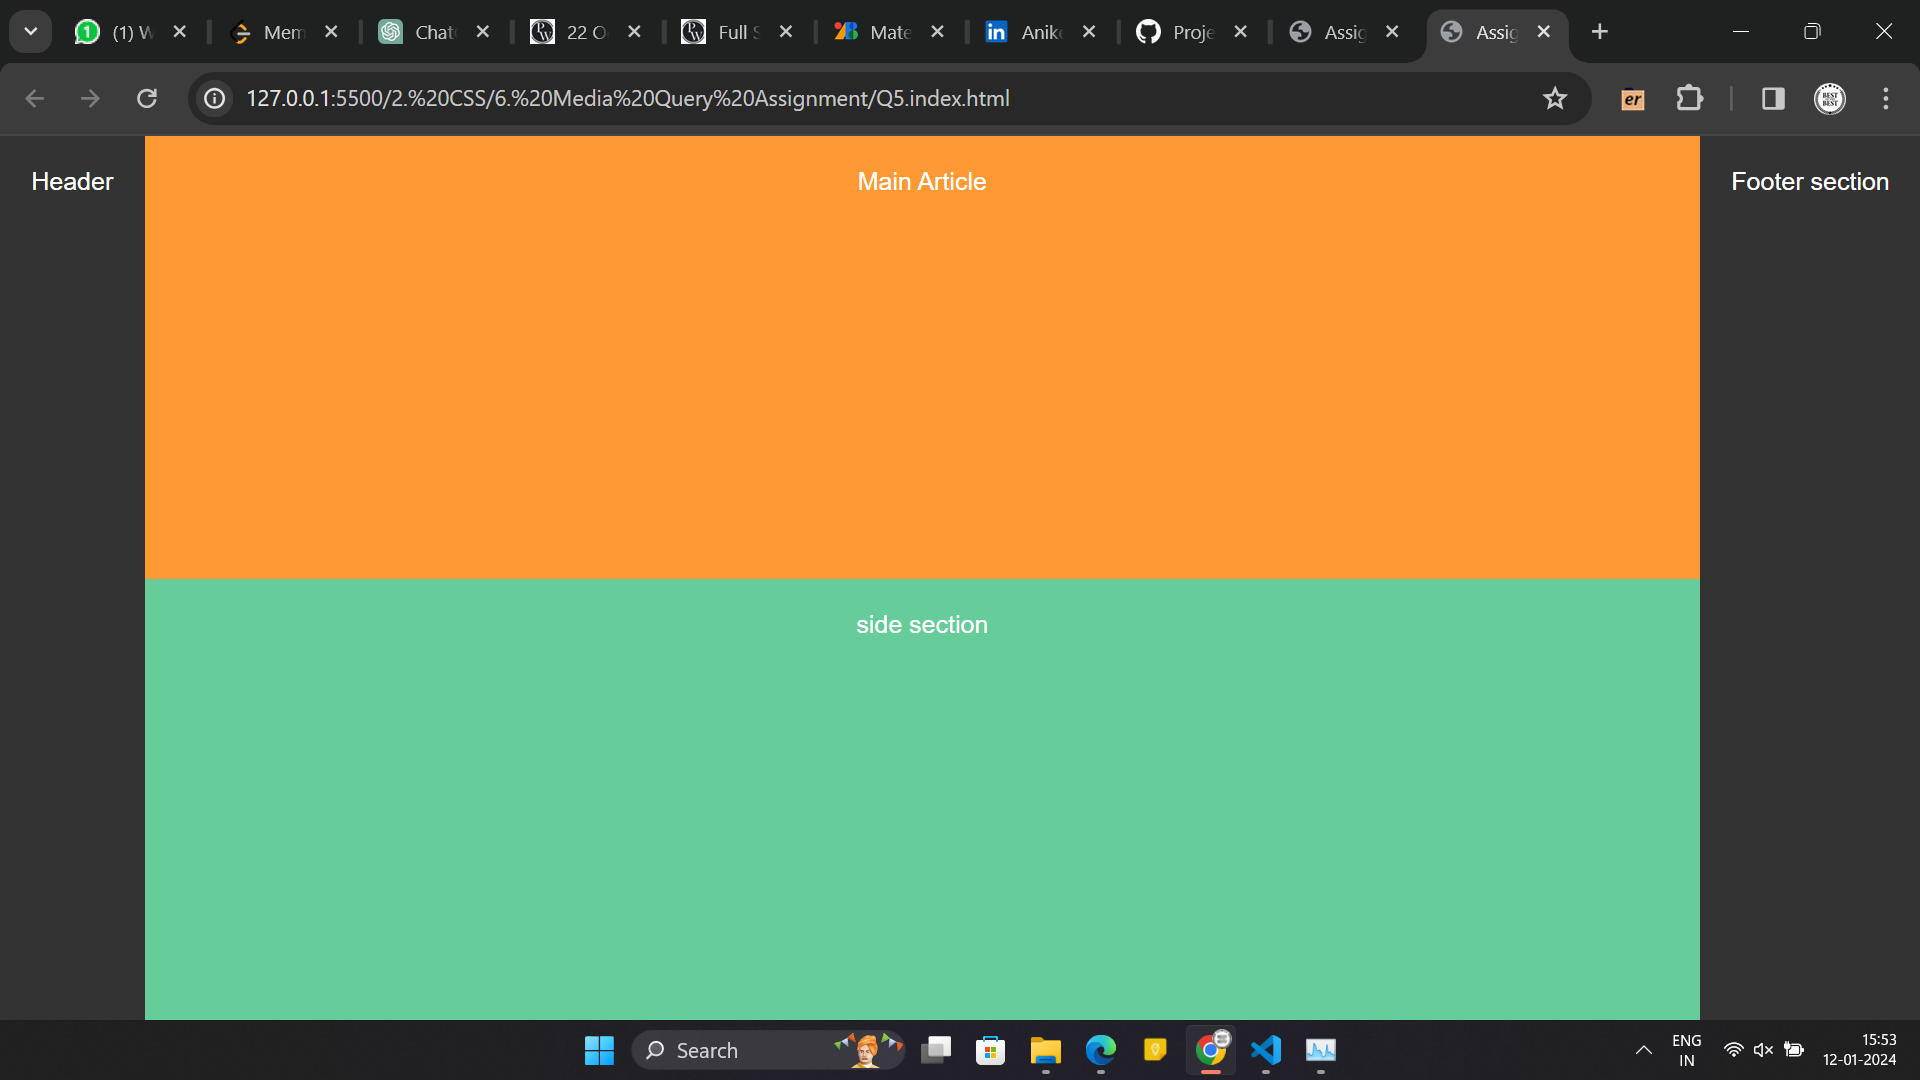 (1) W
Mem
Chat
22 O
Full S
Mate
Anik
Proje
Assig
Assig
127.0.0.1:5500/2.%20CSS/6.%20Media%20Query%20Assignment/Q5.index.html
er
BEST
BEST
Header
Main Article
Footer section
side section
Search
ENG
IN
15:53
12-01-2024